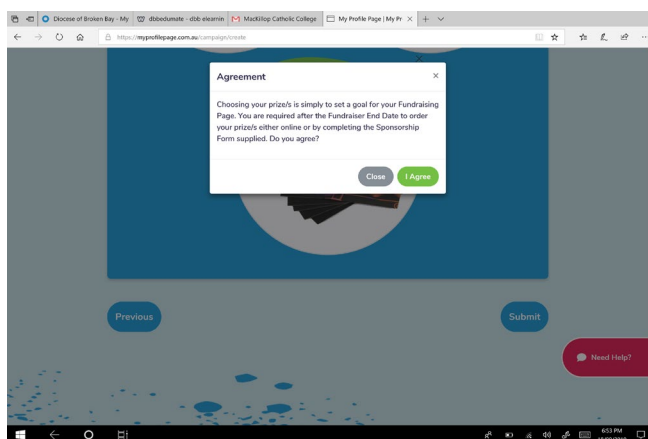 Diocese of Broken Bay - My
dbbedumate - dbb elearnin
MacKillop Catholic College
My Profile Page | My Pr
https://myprofilepage.com.au/campaign/create
Agreement
Choosing your prize/s is simply to set a goal for your Fundraising
Page. You are required after the Fundraiser End Date to order
your prize/s either online or by completing the Sponsorship
Form supplied. Do you agree?
Close
I Agree
Previous
Submit
Need Help?
6:53 PM